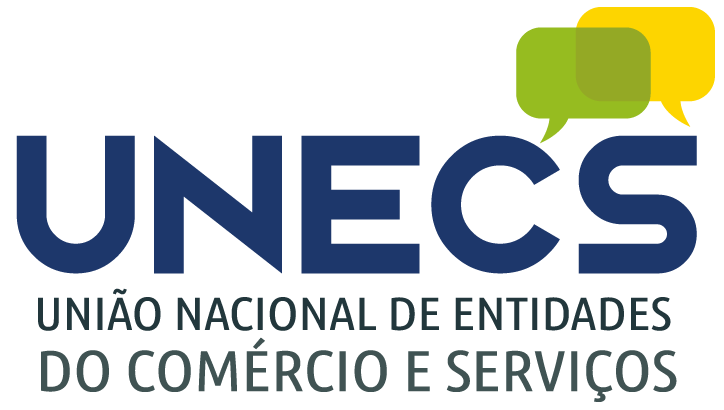 UNECS
UNIÃO NACIONAL DE ENTIDADES
DO COMÉRCIO E SERVIÇOS